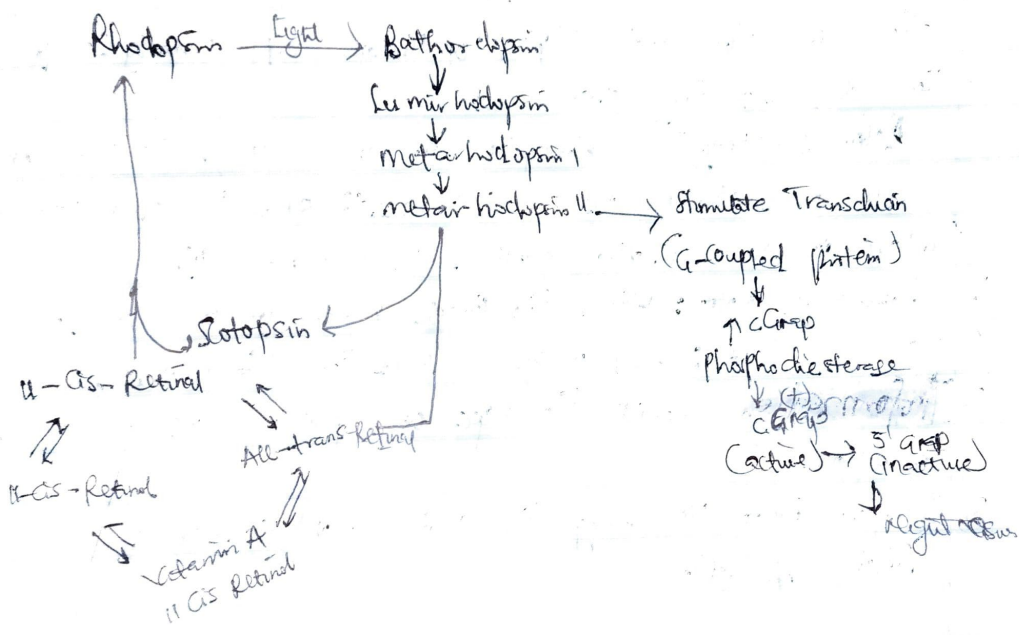 Rhodopsin Light Bathorodopsin
Lumirhodopsin
metarhodopsin I
metarhodopsin II Stimulate Transducin
(G-Coupled protein)
↑ cGmp
Phosphodiesterase
Scotopsin
11-Cis-Retinal
(+)
cGmp
All-trans-Retinal
(active) → 5' Gmp
(inactive)
11-Cis-Retinol
Vitamin A
11 Cis Retinol